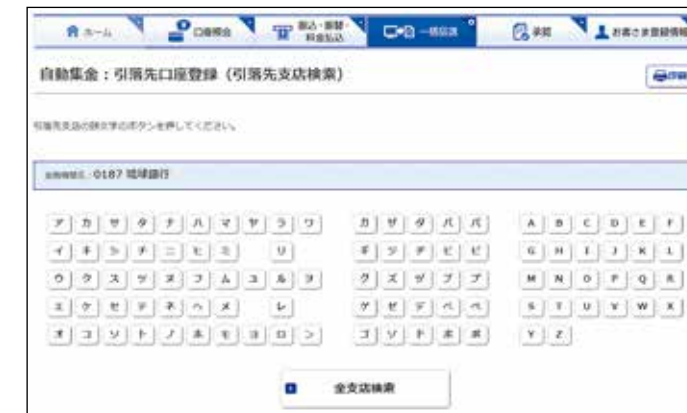 ホーム 口座照会 振込・振替・料金払込 一括伝送 承認 お客さま登録情報
自動集金：引落先口座登録（引落先支店検索） 印刷
引落先支店の頭文字のボタンを押してください。
金融機関名：0187 琉球銀行
ア カ サ タ ナ ハ マ ヤ ラ ワ ガ ザ ダ バ パ A B C D E F
イ キ シ チ ニ ヒ ミ リ ギ ジ ヂ ビ ピ G H I J K L
ウ ク ス ツ ヌ フ ム ユ ル ヲ グ ズ ヅ ブ プ M N O P Q R
エ ケ セ テ ネ ヘ メ レ ゲ ゼ デ ベ ペ S T U V W X
オ コ ソ ト ノ ホ モ ヨ ロ ン ゴ ゾ ド ボ ポ Y Z
全支店検索